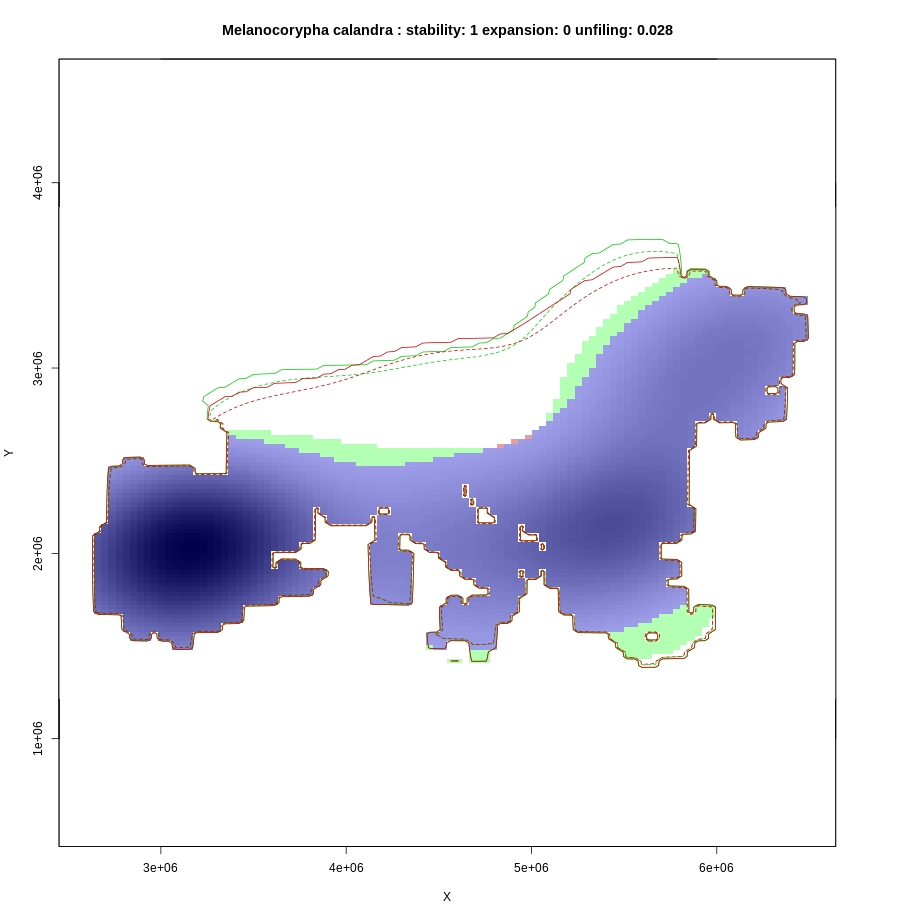 Melanocorypha calandra : stability: 1 expansion: 0 unfiling: 0.028
4e+06
3e+06
2e+06
1e+06
Y
3e+06 4e+06 5e+06 6e+06
X